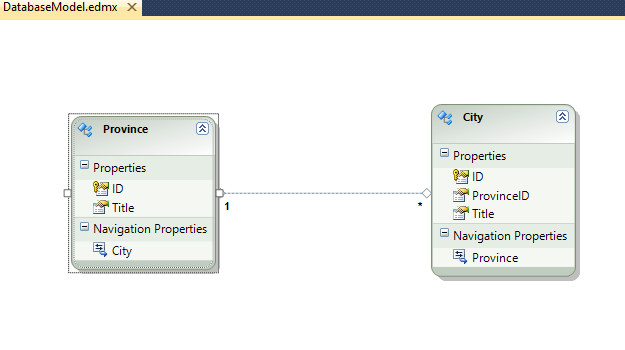 DatabaseModel.edmx
Province
Properties
ID
Title
Navigation Properties
City
1
*
City
Properties
ID
ProvinceID
Title
Navigation Properties
Province